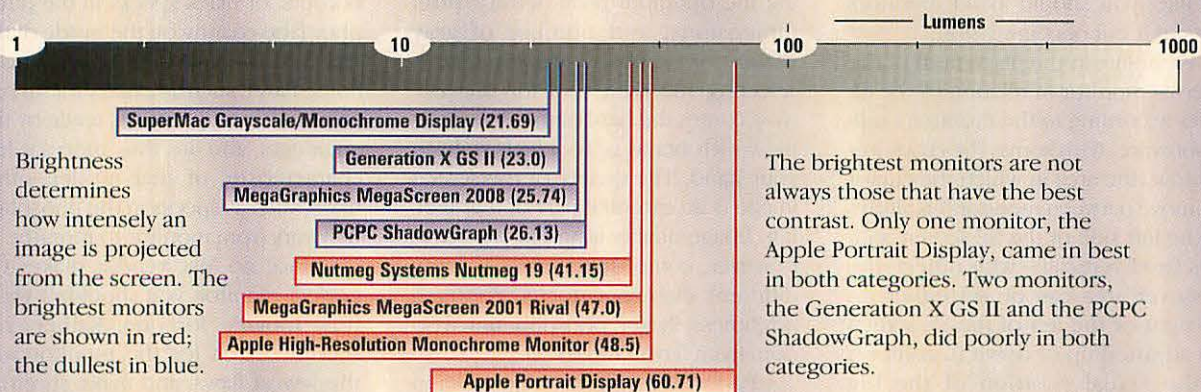 Lumens
1 10 100 1000
SuperMac Grayscale/Monochrome Display (21.69)
Generation X GS II (23.0)
MegaGraphics MegaScreen 2008 (25.74)
PCPC ShadowGraph (26.13)
Nutmeg Systems Nutmeg 19 (41.15)
MegaGraphics MegaScreen 2001 Rival (47.0)
Apple High-Resolution Monochrome Monitor (48.5)
Apple Portrait Display (60.71)
Brightness
determines
how intensely an
image is projected
from the screen. The
brightest monitors
are shown in red;
the dullest in blue.
The brightest monitors are not
always those that have the best
contrast. Only one monitor, the
Apple Portrait Display, came in best
in both categories. Two monitors,
the Generation X GS II and the PCPC
ShadowGraph, did poorly in both
categories.